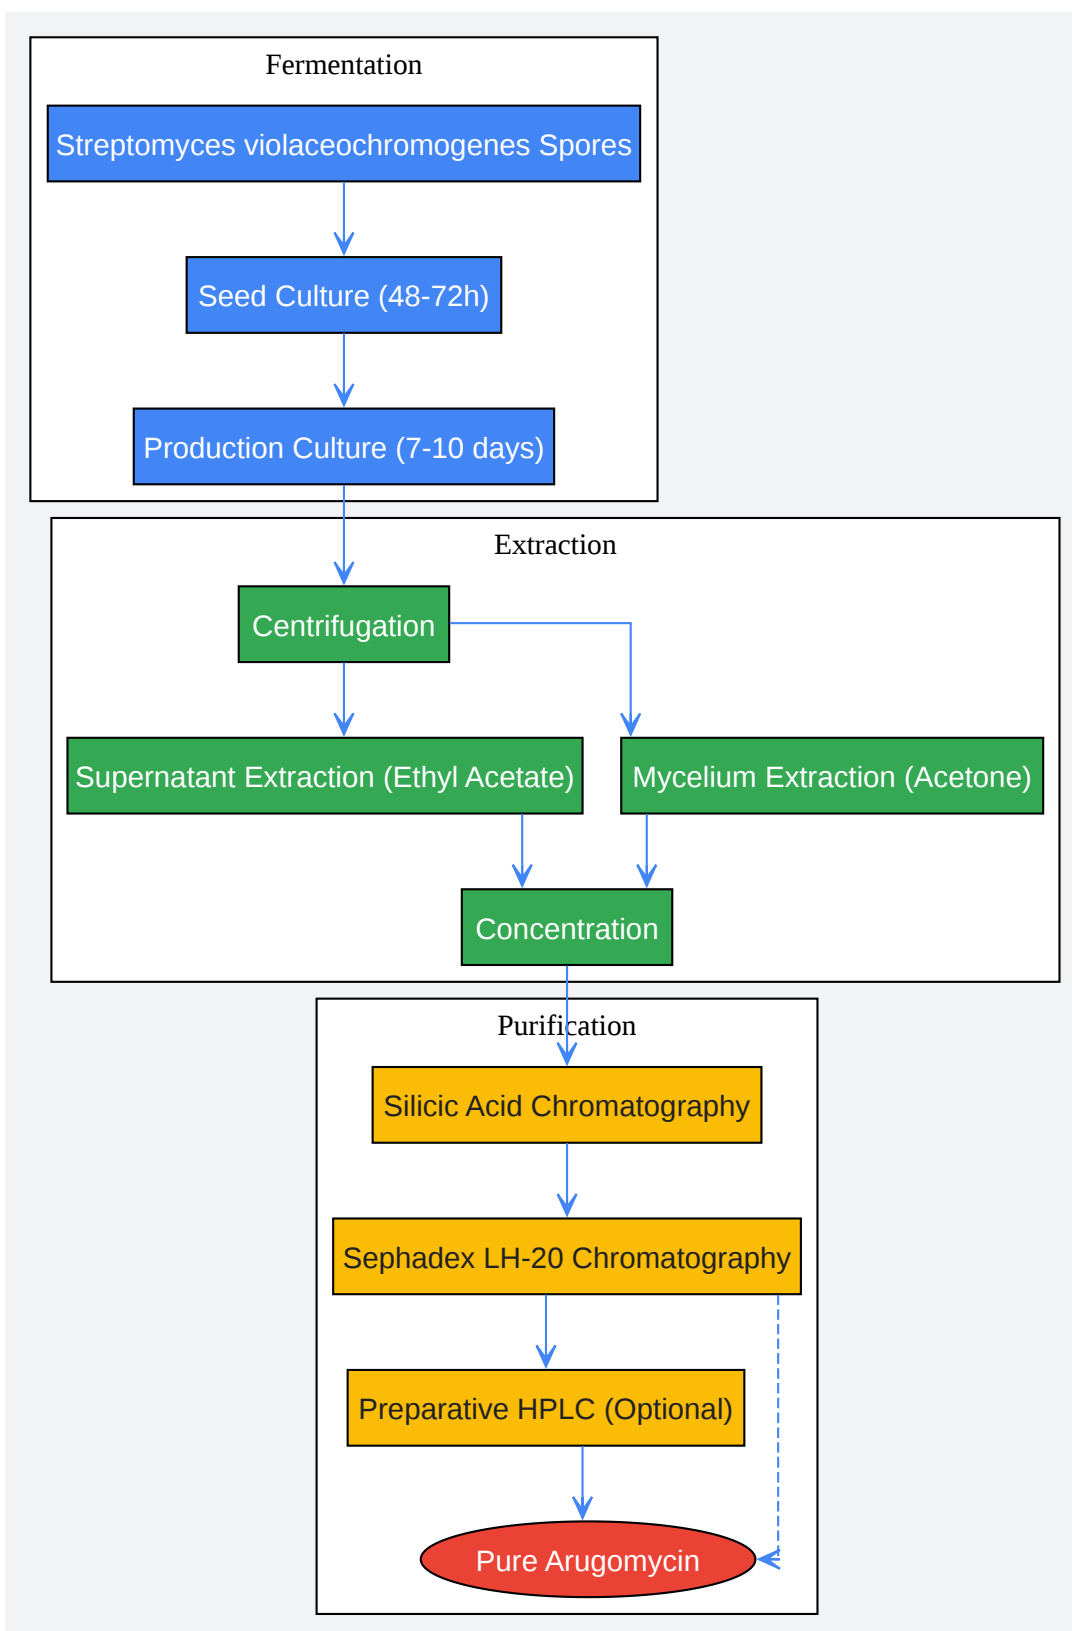 Fermentation
Streptomyces violaceochromogenes Spores
Seed Culture (48-72h)
Production Culture (7-10 days)
Extraction
Centrifugation
Supernatant Extraction (Ethyl Acetate)
Mycelium Extraction (Acetone)
Concentration
Purification
Silicic Acid Chromatography
Sephadex LH-20 Chromatography
Preparative HPLC (Optional)
Pure Arugomycin